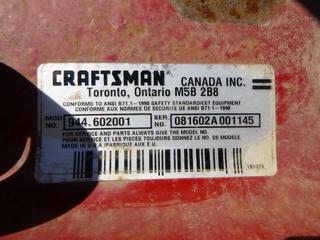 CRAFTSMAN CANADA INC.
Toronto, Ontario M5B 2B8
CONFORMS TO ANSI B71.1-1998 SAFETY STANDARD/CET EQUIPMENT
CONFORME AUX NORMES DE SECURITE DE ANSI B71.1-1998
MOD NO. 944.602001 SER. NO. 081602A 001145
FOR SERVICE AND PARTS ALWAYS GIVE THE MODEL NO.
POUR SERVICE ET LES PIECES TOUJOURS DONNEZ LE NO. DE MODELE.
MADE IN U.S.A./FABRIQUE AUX E.U.